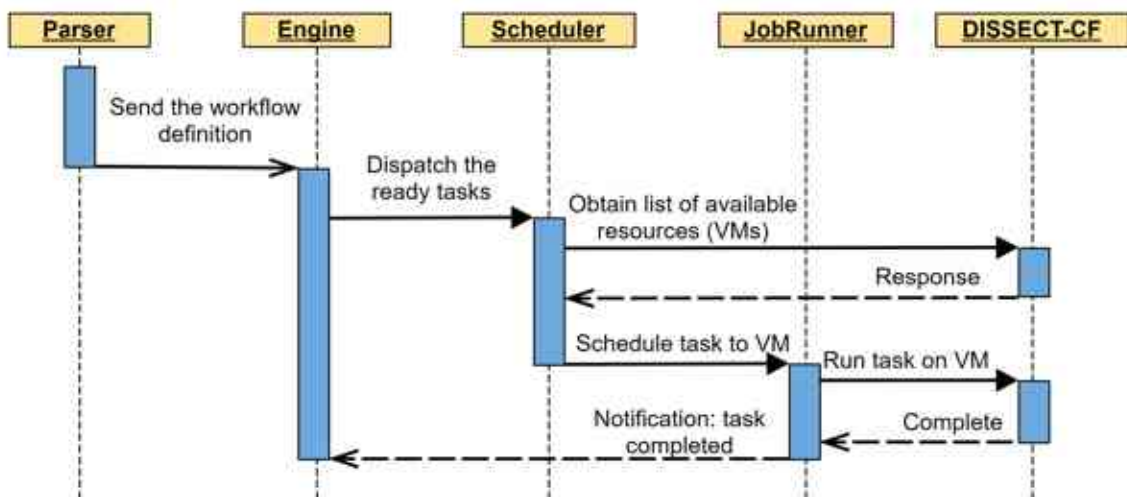 Parser
Engine
Scheduler
JobRunner
DISSECT-CF
Send the workflow
definition
Dispatch the
ready tasks
Obtain list of available
resources (VMs)
Response
Schedule task to VM
Run task on VM
Complete
Notification: task
completed